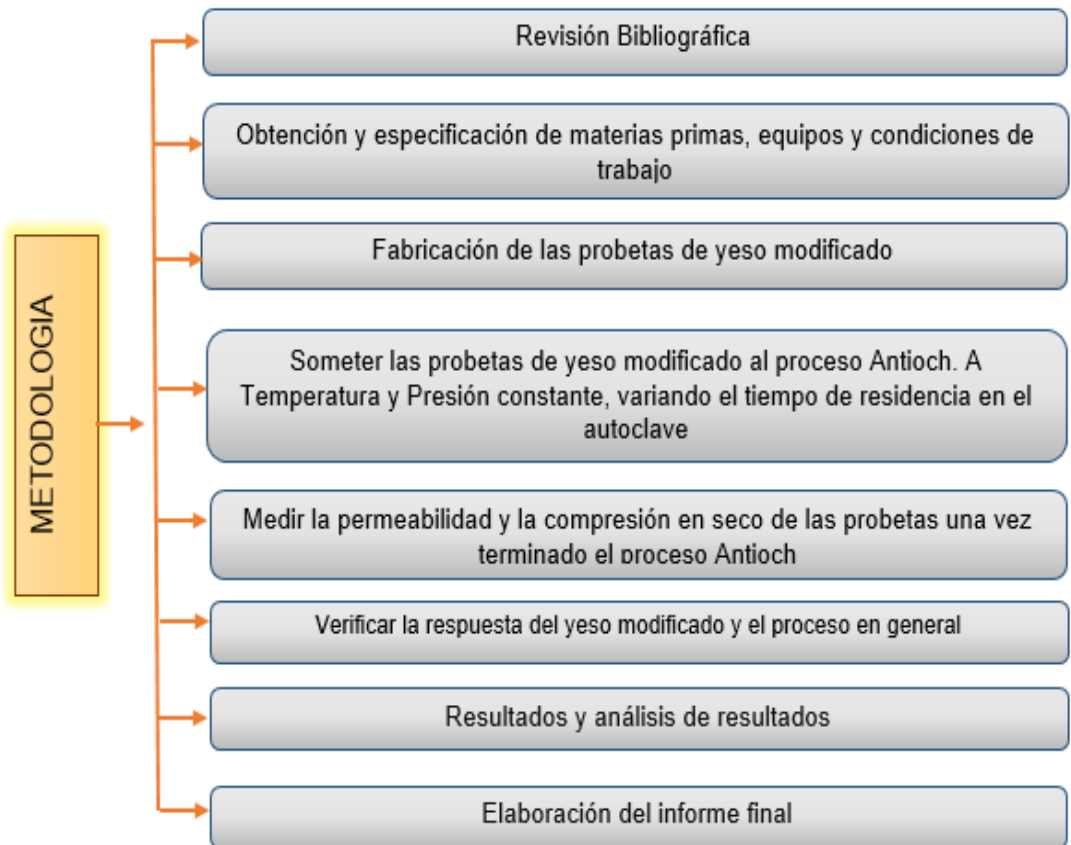 METODOLOGIA
Revisión Bibliográfica
Obtención y especificación de materias primas, equipos y condiciones de
trabajo
Fabricación de las probetas de yeso modificado
Someter las probetas de yeso modificado al proceso Antioch. A
Temperatura y Presión constante, variando el tiempo de residencia en el
autoclave
Medir la permeabilidad y la compresión en seco de las probetas una vez
terminado el proceso Antioch
Verificar la respuesta del yeso modificado y el proceso en general
Resultados y análisis de resultados
Elaboración del informe final